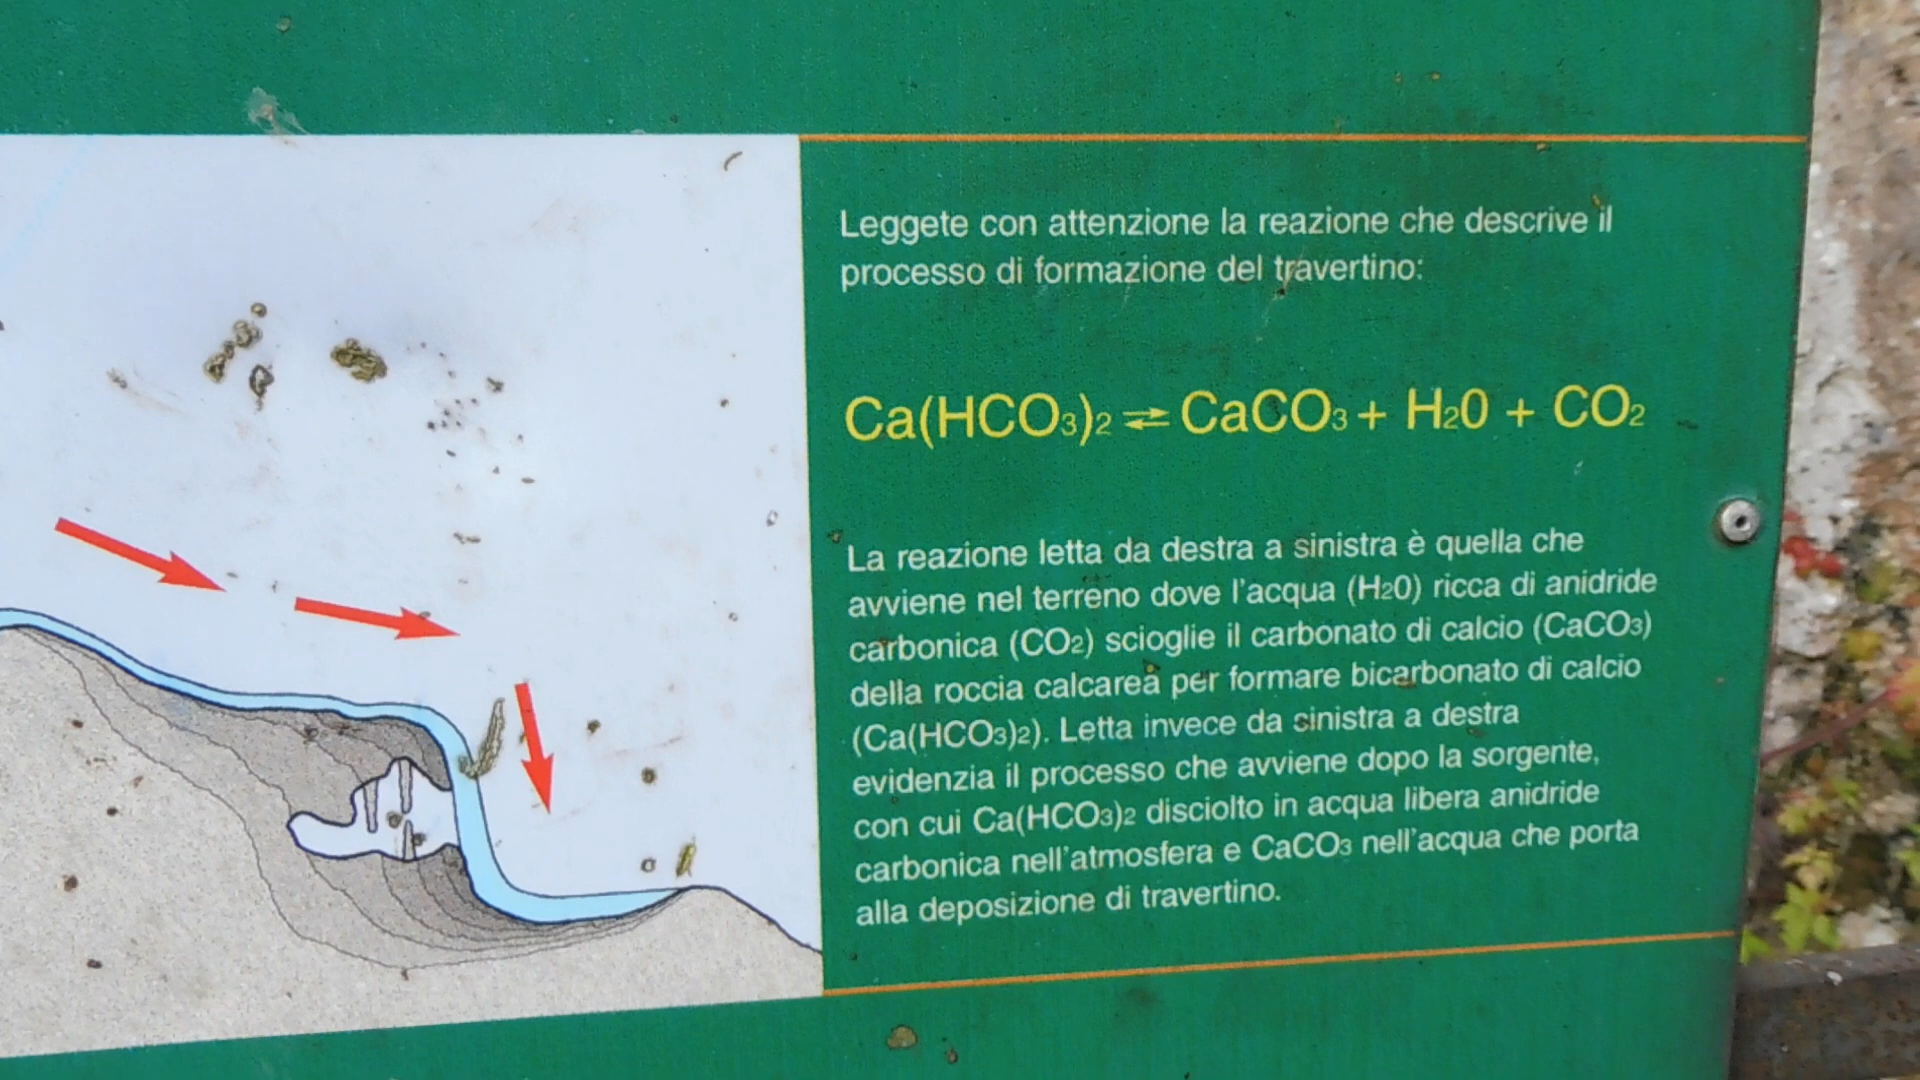 Leggete con attenzione la reazione che descrive il
processo di formazione del travertino:
Ca(HCO3)2 ⇌ CaCO3 + H20 + CO2
La reazione letta da destra a sinistra è quella che
avviene nel terreno dove l'acqua (H20) ricca di anidride
carbonica (CO2) scioglie il carbonato di calcio (CaCO3)
della roccia calcarea per formare bicarbonato di calcio
(Ca(HCO3)2). Letta invece da sinistra a destra
evidenzia il processo che avviene dopo la sorgente,
con cui Ca(HCO3)2 disciolto in acqua libera anidride
carbonica nell'atmosfera e CaCO3 nell'acqua che porta
alla deposizione di travertino.